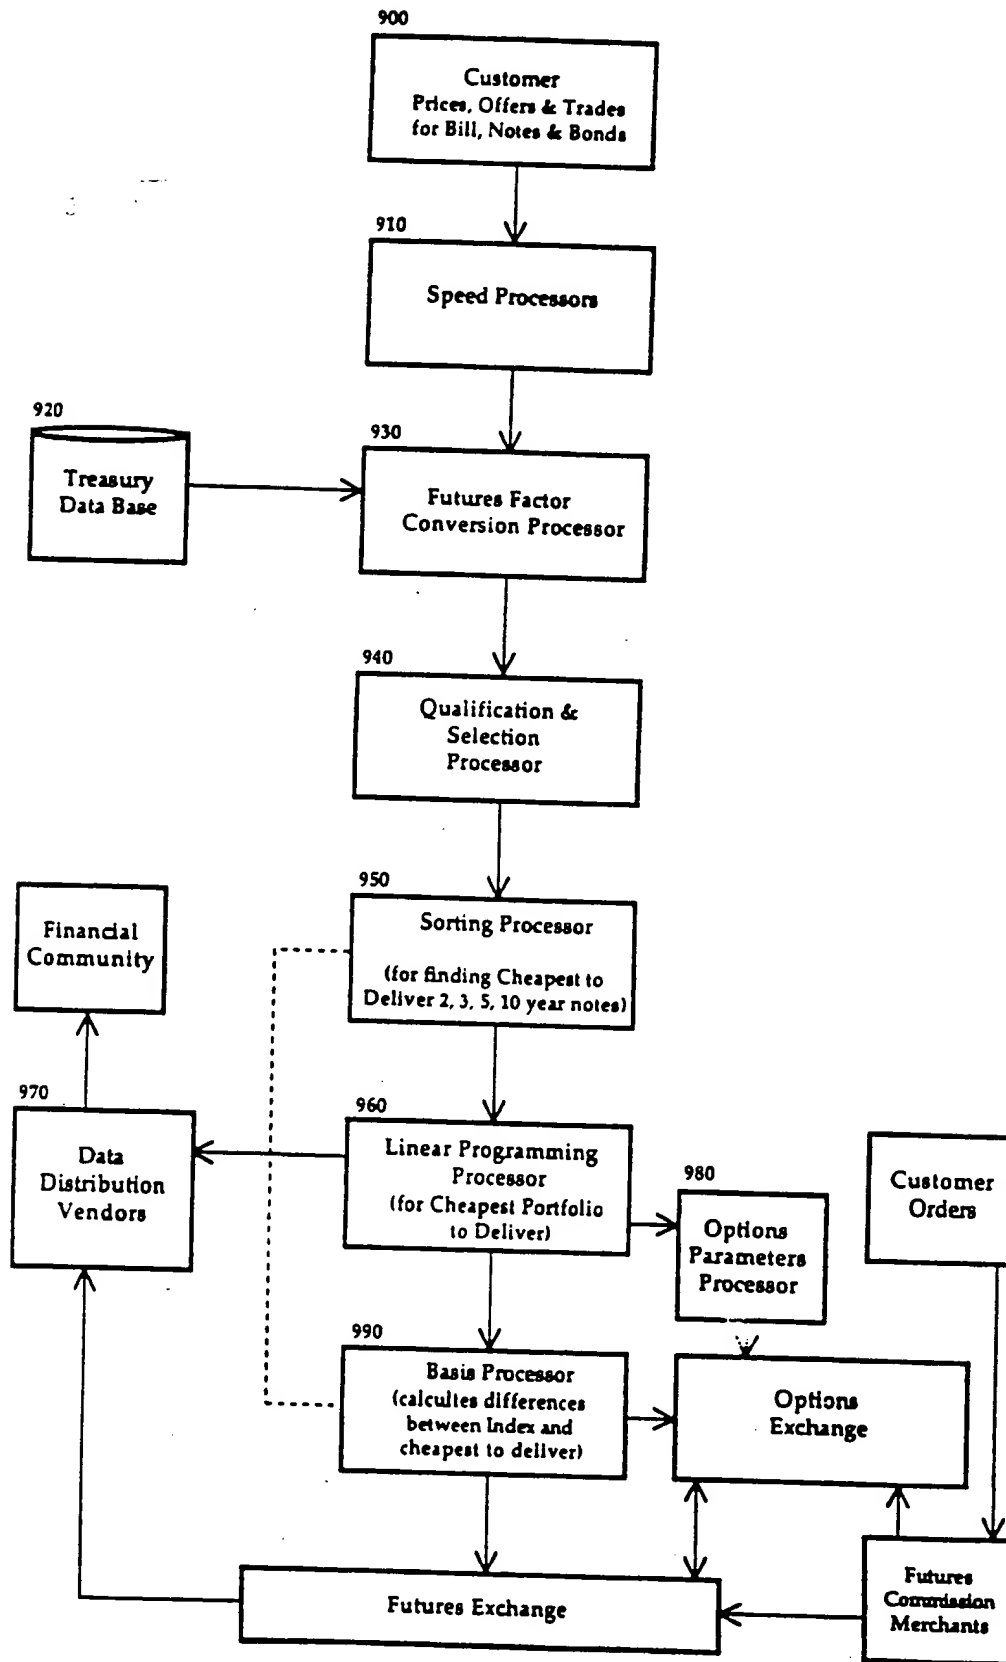 900
Customer
Prices, Offers & Trades
for Bill, Notes & Bonds
910
Speed Processors
920
Treasury
Data Base
930
Futures Factor
Conversion Processor
940
Qualification &
Selection
Processor
950
Sorting Processor
(for finding Cheapest to
Deliver 2, 3, 5, 10 year notes)
Financial
Community
960
Linear Programming
Processor
(for Cheapest Portfolio
to Deliver)
970
Data
Distribution
Vendors
980
Options
Parameters
Processor
Customer
Orders
990
Basis Processor
(calcultes differences
between Index and
cheapest to deliver)
Options
Exchange
Futures Exchange
Futures
Commission
Merchants